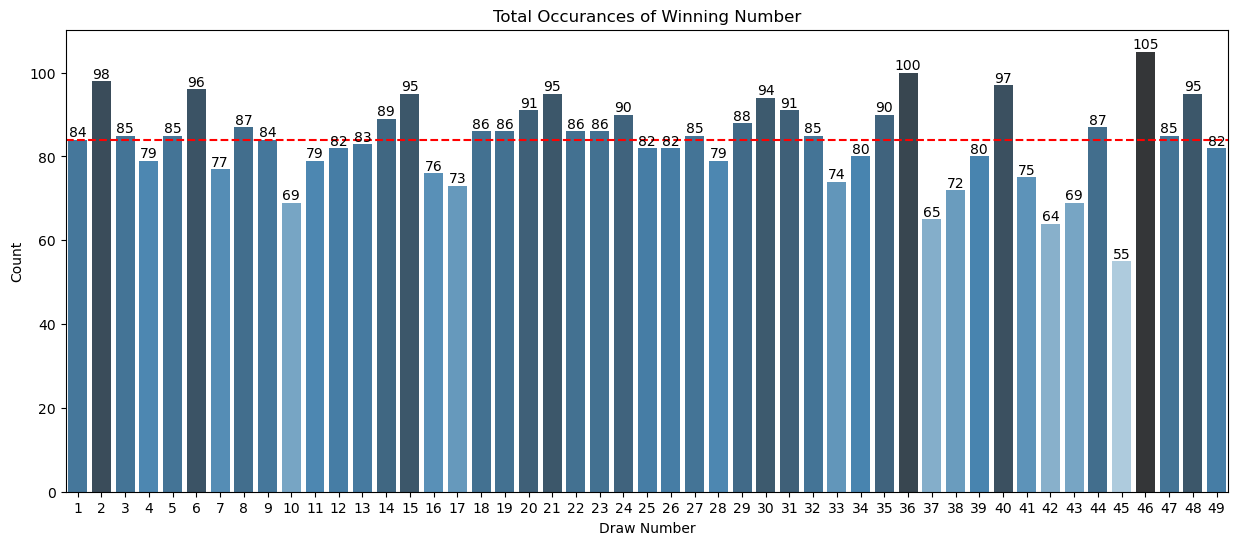 Total Occurances of Winning Number
Count
100
80
60
40
20
0
84 98 85 79 85 96 77 87 84 69 79 82 83 89 95 76 73 86 86 91 95 86 86 90 82 82 85 79 88 94 91 85 74 80 90 100 65 72 80 97 75 64 69 87 55 105 85 95 82
1 2 3 4 5 6 7 8 9 10 11 12 13 14 15 16 17 18 19 20 21 22 23 24 25 26 27 28 29 30 31 32 33 34 35 36 37 38 39 40 41 42 43 44 45 46 47 48 49
Draw Number